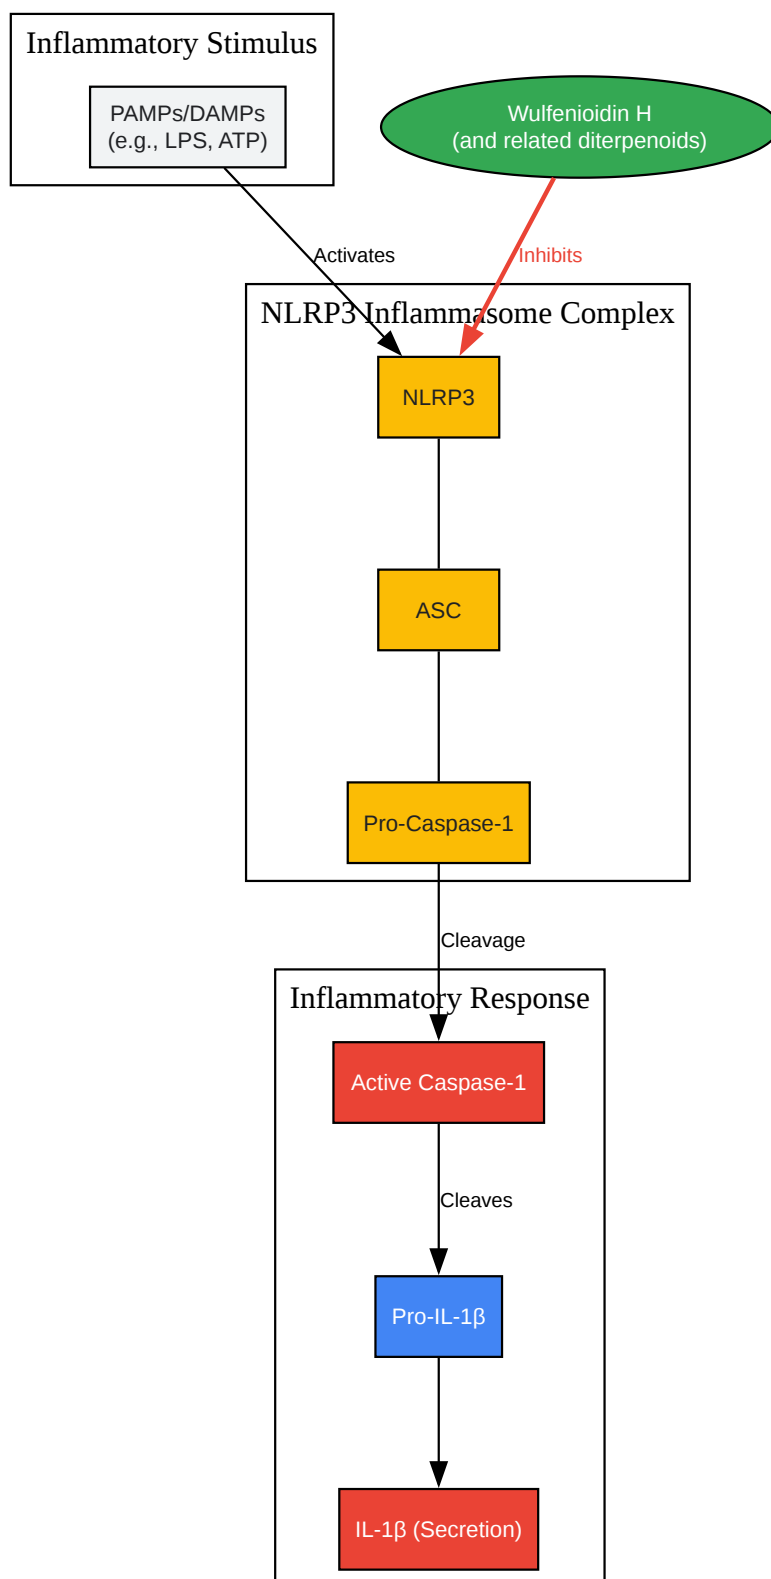 Inflammatory Stimulus
PAMPs/DAMPs
(e.g., LPS, ATP)
Wulfenioidin H
(and related diterpenoids)
Activates
Inhibits
NLRP3 Inflammasome Complex
NLRP3
ASC
Pro-Caspase-1
Cleavage
Inflammatory Response
Active Caspase-1
Cleaves
Pro-IL-1β
IL-1β (Secretion)